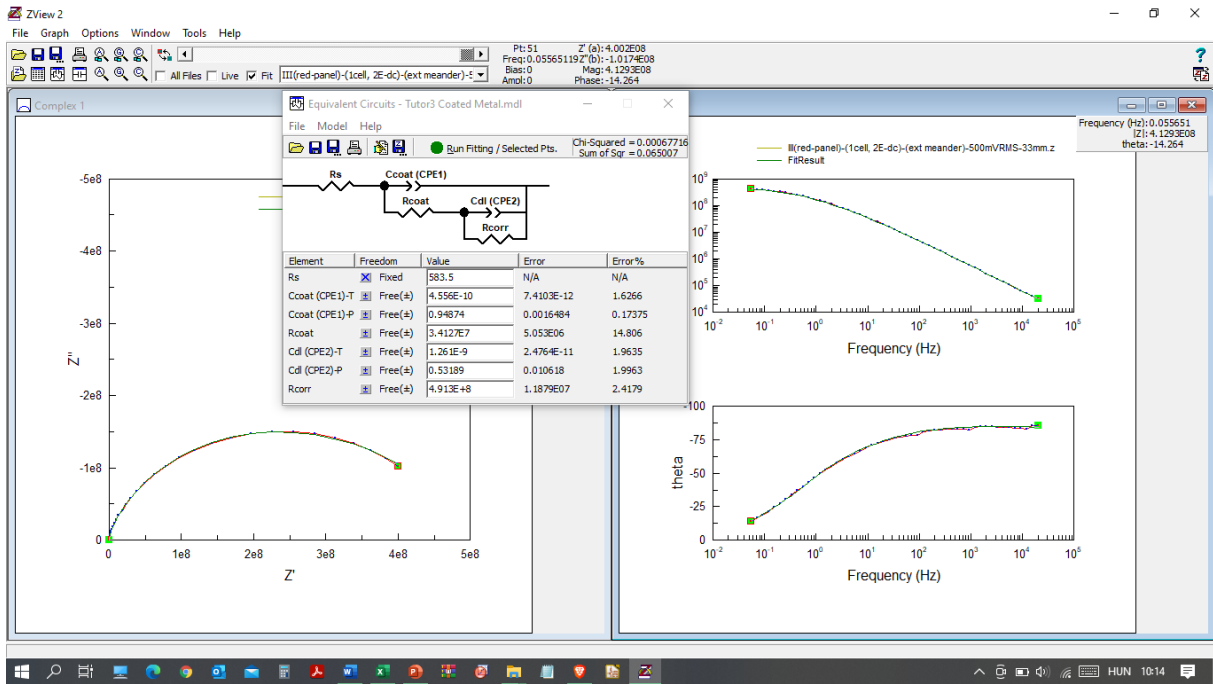 ZView 2
File Graph Options Window Tools Help
Pt:51 Z' (a):4.002E08
Freq:0.05565119Z"(b):-1.0174E08
Bias:0 Mag:4.1293E08
Ampl:0 Phase:-14.264
All Files Live Fit III(red-panel)-(1cell, 2E-dc)-(ext meander)-5
Complex 1
Equivalent Circuits - Tutor3 Coated Metal.mdl
File Model Help
Run Fitting / Selected Pts.
Chi-Squared = 0.00067716
Sum of Sqr = 0.065007
Rs Ccoat (CPE1)
Rcoat Cdl (CPE2)
Rcorr
Element Freedom Value Error Error%
Rs Fixed 583.5 N/A N/A
Ccoat (CPE1)-T Free(±) 4.556E-10 7.4103E-12 1.6266
Ccoat (CPE1)-P Free(±) 0.94874 0.0016484 0.17375
Rcoat Free(±) 3.4127E7 5.053E06 14.806
Cdl (CPE2)-T Free(±) 1.261E-9 2.4764E-11 1.9635
Cdl (CPE2)-P Free(±) 0.53189 0.010618 1.9963
Rcorr Free(±) 4.913E+8 1.1879E07 2.4179
-5e8
-4e8
-3e8
-2e8
-1e8
0
Z''
0 1e8 2e8 3e8 4e8 5e8
Z'
Frequency (Hz):0.055651
|Z|:4.1293E08
theta:-14.264
III(red-panel)-(1cell, 2E-dc)-(ext meander)-500mVRMS-33mm.z
FitResult
10⁹
10⁸
10⁷
10⁶
10⁵
10⁴
10⁻² 10⁻¹ 10⁰ 10¹ 10² 10³ 10⁴ 10⁵
Frequency (Hz)
-100
-75
-50
-25
0
theta
10⁻² 10⁻¹ 10⁰ 10¹ 10² 10³ 10⁴ 10⁵
Frequency (Hz)
HUN 10:14